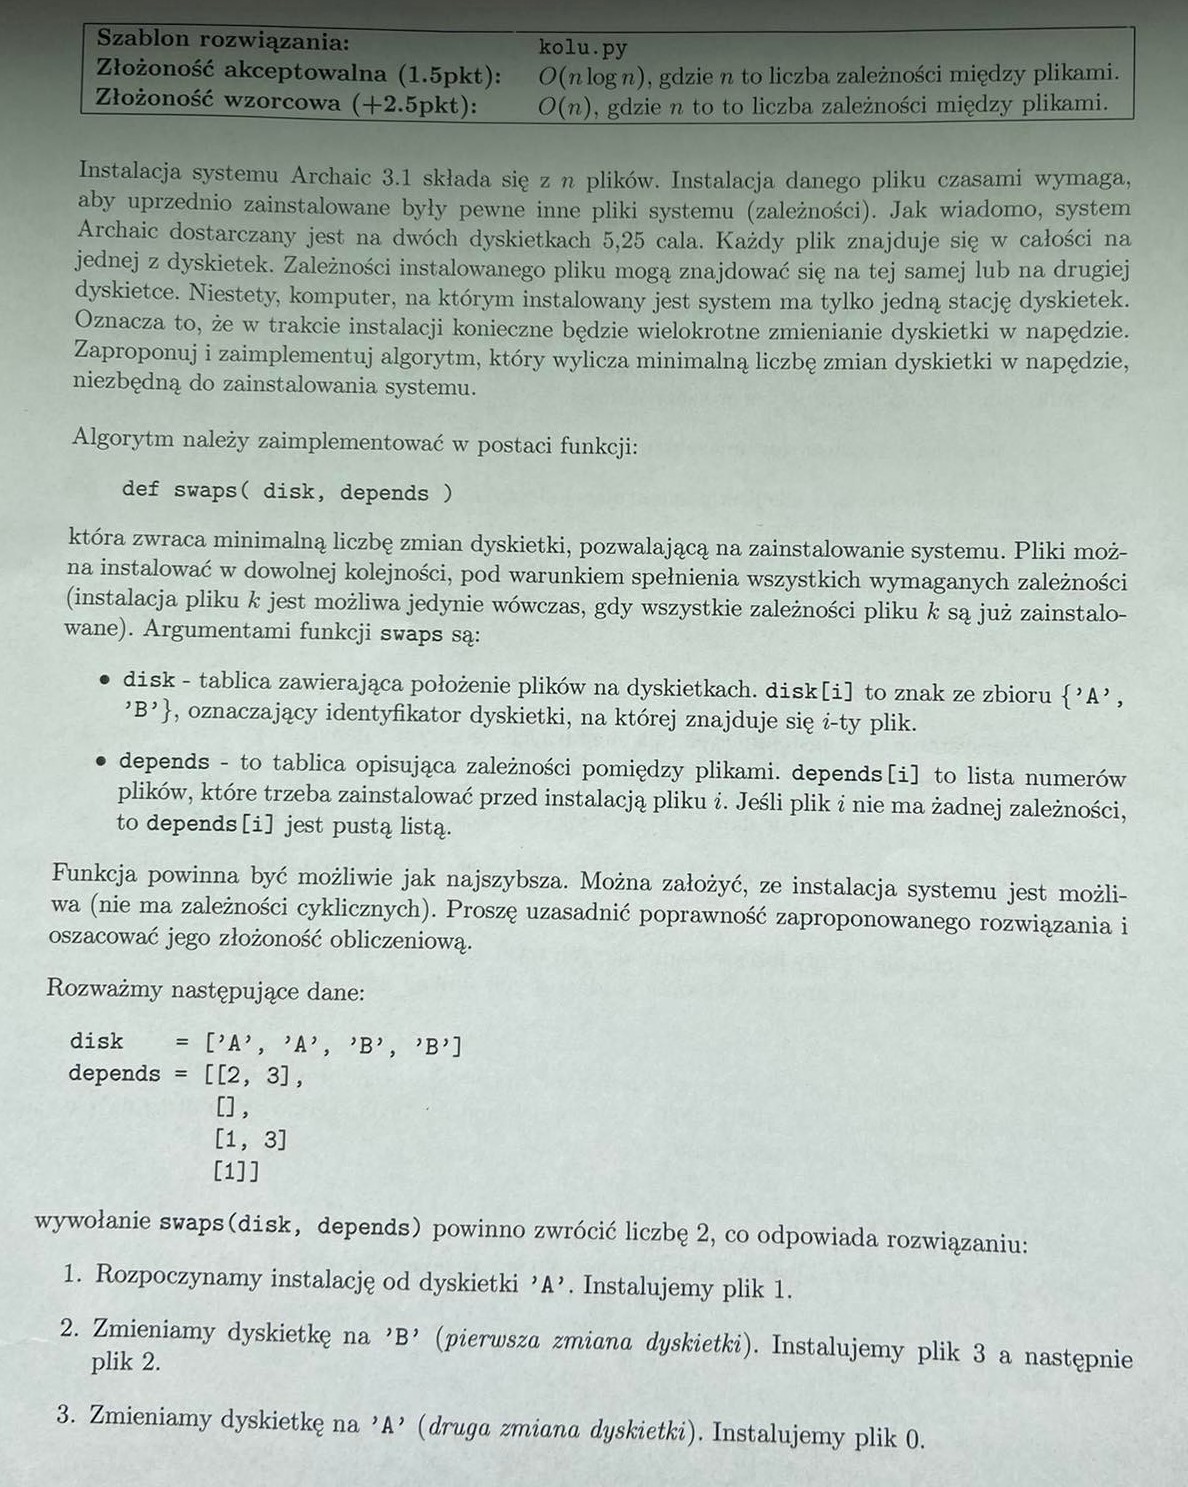 Szablon rozwiązania: kolu.py
Złożoność akceptowalna (1.5pkt): O(n log n), gdzie n to liczba zależności między plikami.
Złożoność wzorcowa (+2.5pkt): O(n), gdzie n to to liczba zależności między plikami.
Instalacja systemu Archaic 3.1 składa się z n plików. Instalacja danego pliku czasami wymaga,
aby uprzednio zainstalowane były pewne inne pliki systemu (zależności). Jak wiadomo, system
Archaic dostarczany jest na dwóch dyskietkach 5,25 cala. Każdy plik znajduje się w całości na
jednej z dyskietek. Zależności instalowanego pliku mogą znajdować się na tej samej lub na drugiej
dyskietce. Niestety, komputer, na którym instalowany jest system ma tylko jedną stację dyskietek.
Oznacza to, że w trakcie instalacji konieczne będzie wielokrotne zmienianie dyskietki w napędzie.
Zaproponuj i zaimplementuj algorytm, który wylicza minimalną liczbę zmian dyskietki w napędzie,
niezbędną do zainstalowania systemu.
Algorytm należy zaimplementować w postaci funkcji:
def swaps( disk, depends )
która zwraca minimalną liczbę zmian dyskietki, pozwalającą na zainstalowanie systemu. Pliki moż-
na instalować w dowolnej kolejności, pod warunkiem spełnienia wszystkich wymaganych zależności
(instalacja pliku k jest możliwa jedynie wówczas, gdy wszystkie zależności pliku k są już zainstalo-
wane). Argumentami funkcji swaps są:
• disk - tablica zawierająca położenie plików na dyskietkach. disk[i] to znak ze zbioru {’A’,
’B’}, oznaczający identyfikator dyskietki, na której znajduje się i-ty plik.
• depends - to tablica opisująca zależności pomiędzy plikami. depends[i] to lista numerów
plików, które trzeba zainstalować przed instalacją pliku i. Jeśli plik i nie ma żadnej zależności,
to depends[i] jest pustą listą.
Funkcja powinna być możliwie jak najszybsza. Można założyć, ze instalacja systemu jest możli-
wa (nie ma zależności cyklicznych). Proszę uzasadnić poprawność zaproponowanego rozwiązania i
oszacować jego złożoność obliczeniową.
Rozważmy następujące dane:
disk = [’A’, ’A’, ’B’, ’B’]
depends = [[2, 3],
[],
[1, 3]
[1]]
wywołanie swaps(disk, depends) powinno zwrócić liczbę 2, co odpowiada rozwiązaniu:
1. Rozpoczynamy instalację od dyskietki ’A’. Instalujemy plik 1.
2. Zmieniamy dyskietkę na ’B’ (pierwsza zmiana dyskietki). Instalujemy plik 3 a następnie
plik 2.
3. Zmieniamy dyskietkę na ’A’ (druga zmiana dyskietki). Instalujemy plik 0.